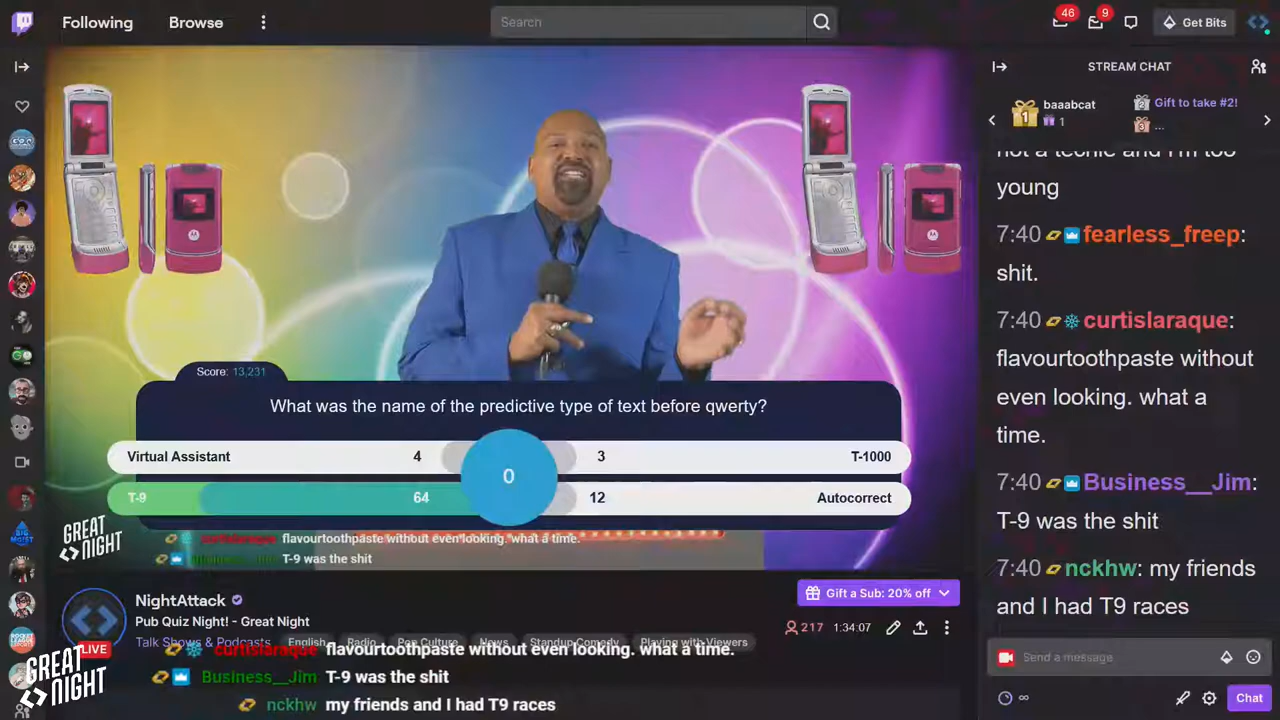 Following
Browse
Search
46
9
Get Bits
STREAM CHAT
baaabcat
1
1
2
Gift to take #2!
3
...
not a techie and I'm too
young
7:40 fearless_freep:
shit.
7:40 curtislaraque:
flavourtoothpaste without
even looking. what a
time.
7:40 Business__Jim:
T-9 was the shit
7:40 nckhw: my friends
and I had T9 races
Send a message
∞
Chat
Score: 13,231
What was the name of the predictive type of text before qwerty?
Virtual Assistant 4
3 T-1000
0
T-9 64
12 Autocorrect
GREAT
NIGHT
curtislaraque flavourtoothpaste without even looking. what a time.
Business__Jim T-9 was the shit
NightAttack
Pub Quiz Night! - Great Night
Talk Shows & Podcasts English Radio Pop Culture News Standup Comedy Playing with Viewers
LIVE
Gift a Sub: 20% off
217 1:34:07
curtislaraque flavourtoothpaste without even looking. what a time.
Business__Jim T-9 was the shit
nckhw my friends and I had T9 races
GREAT
NIGHT